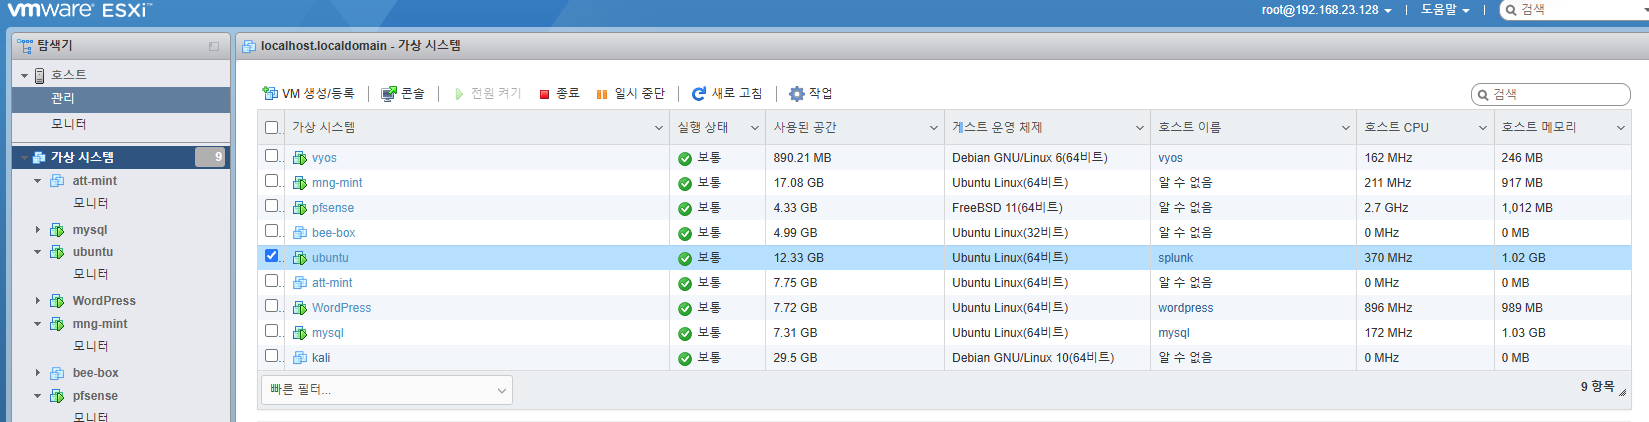 vmware ESXi™
root@192.168.23.128 | 도움말 | 검색
탐색기
호스트
관리
모니터
가상 시스템 9
att-mint
모니터
mysql
ubuntu
모니터
WordPress
mng-mint
모니터
bee-box
pfsense
모니터
localhost.localdomain - 가상 시스템
VM 생성/등록 | 콘솔 | 전원 켜기 종료 일시 중단 | 새로 고침 | 작업
검색
가상 시스템 실행 상태 사용된 공간 게스트 운영 체제 호스트 이름 호스트 CPU 호스트 메모리
vyos 보통 890.21 MB Debian GNU/Linux 6(64비트) vyos 162 MHz 246 MB
mng-mint 보통 17.08 GB Ubuntu Linux(64비트) 알 수 없음 211 MHz 917 MB
pfsense 보통 4.33 GB FreeBSD 11(64비트) 알 수 없음 2.7 GHz 1,012 MB
bee-box 보통 4.99 GB Ubuntu Linux(32비트) 알 수 없음 0 MHz 0 MB
ubuntu 보통 12.33 GB Ubuntu Linux(64비트) splunk 370 MHz 1.02 GB
att-mint 보통 7.75 GB Ubuntu Linux(64비트) 알 수 없음 0 MHz 0 MB
WordPress 보통 7.72 GB Ubuntu Linux(64비트) wordpress 896 MHz 989 MB
mysql 보통 7.31 GB Ubuntu Linux(64비트) mysql 172 MHz 1.03 GB
kali 보통 29.5 GB Debian GNU/Linux 10(64비트) 알 수 없음 0 MHz 0 MB
빠른 필터...
9 항목